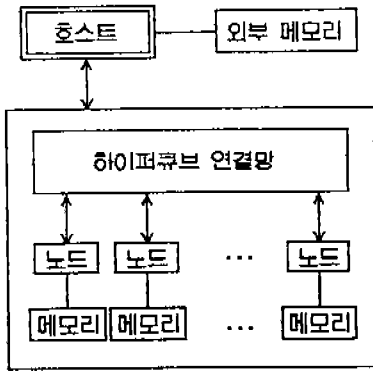 호스트 외부 메모리
하이퍼큐브 연결망
노드 노드 ... 노드
메모리 메모리 ... 메모리